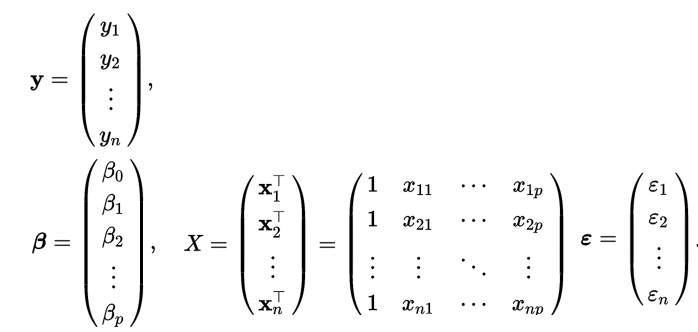 \mathbf{y} = \begin{pmatrix} y_1 \\ y_2 \\ \vdots \\ y_n \end{pmatrix},
\boldsymbol{\beta} = \begin{pmatrix} \beta_0 \\ \beta_1 \\ \beta_2 \\ \vdots \\ \beta_p \end{pmatrix}, \quad X = \begin{pmatrix} \mathbf{x}_1^\top \\ \mathbf{x}_2^\top \\ \vdots \\ \mathbf{x}_n^\top \end{pmatrix} = \begin{pmatrix} 1 & x_{11} & \cdots & x_{1p} \\ 1 & x_{21} & \cdots & x_{2p} \\ \vdots & \vdots & \ddots & \vdots \\ 1 & x_{n1} & \cdots & x_{np} \end{pmatrix} \boldsymbol{\varepsilon} = \begin{pmatrix} \varepsilon_1 \\ \varepsilon_2 \\ \vdots \\ \varepsilon_n \end{pmatrix}.